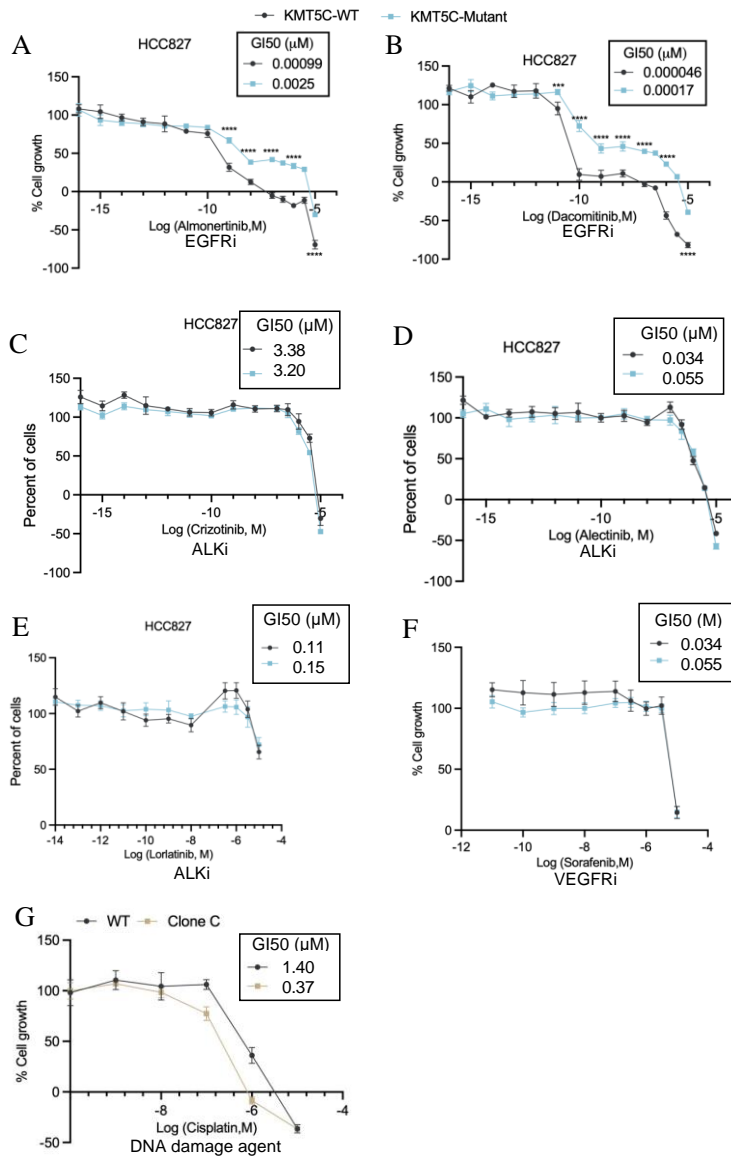 KMT5C-WT KMT5C-Mutant
A
HCC827
GI50 (μM)
0.00099
0.0025
150
100
50
0
-50
-100
% Cell growth
-15 -10 -5
**** **** **** **** ****
Log (Almonertinib,M)
EGFRi
B
HCC827
GI50 (μM)
0.000046
0.00017
150
100
50
0
-50
-100
% Cell growth
-15 -10 -5
*** **** **** **** **** **** ****
Log (Dacomitinib,M)
EGFRi
C
HCC827
GI50 (μM)
3.38
3.20
150
100
50
0
-50
-100
Percent of cells
-15 -10 -5
Log (Crizotinib, M)
ALKi
D
HCC827
GI50 (μM)
0.034
0.055
150
100
50
0
-50
-100
Percent of cells
-15 -10 -5
Log (Alectinib, M)
ALKi
E
HCC827
GI50 (μM)
0.11
0.15
150
100
50
0
Percent of cells
-14 -12 -10 -8 -6 -4
Log (Lorlatinib, M)
ALKi
F
GI50 (M)
0.034
0.055
150
100
50
0
% Cell growth
-12 -10 -8 -6 -4
Log (Sorafenib,M)
VEGFRi
G
WT Clone C
GI50 (μM)
1.40
0.37
150
100
50
0
-50
% Cell growth
-8 -6 -4
Log (Cisplatin,M)
DNA damage agent